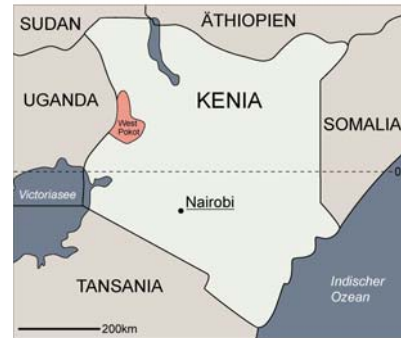 SUDAN
ÄTHIOPIEN
UGANDA
KENIA
West
Pokot
SOMALIA
0
Victoriasee
Nairobi
TANSANIA
Indischer
Ozean
200km